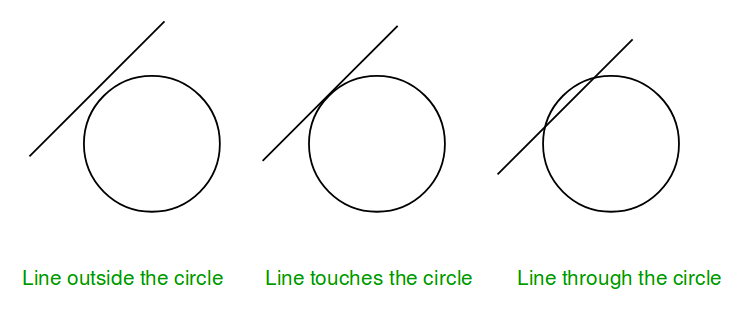 Line outside the circle
Line touches the circle
Line through the circle